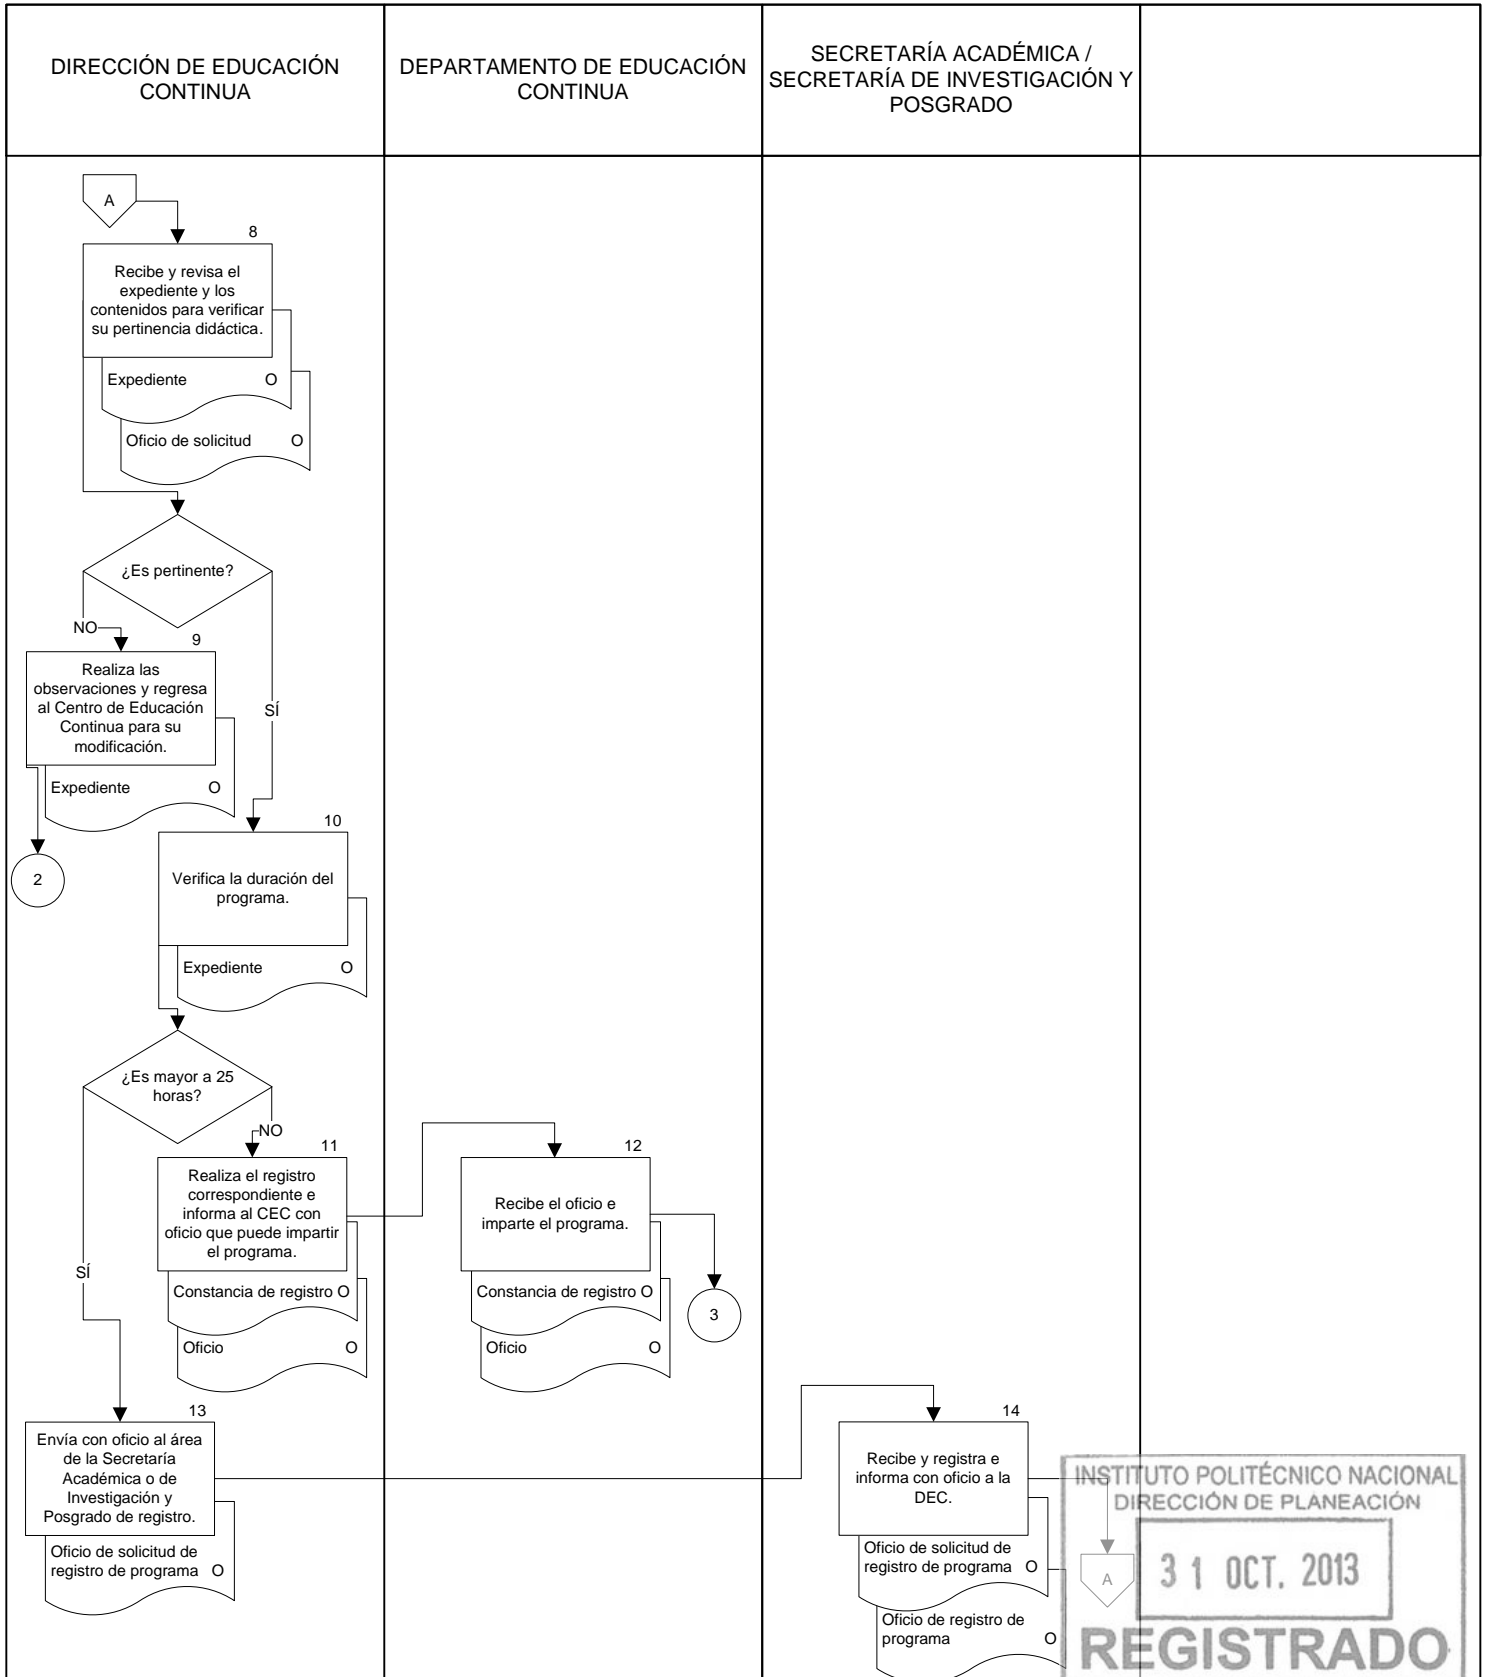 DIRECCIÓN DE EDUCACIÓN
CONTINUA
DEPARTAMENTO DE EDUCACIÓN
CONTINUA
SECRETARÍA ACADÉMICA /
SECRETARÍA DE INVESTIGACIÓN Y
POSGRADO
A
8
Recibe y revisa el
expediente y los
contenidos para verificar
su pertinencia didáctica.
Expediente O
Oficio de solicitud O
¿Es pertinente?
NO
9
Realiza las
observaciones y regresa
al Centro de Educación
Continua para su
modificación.
SÍ
Expediente O
2
10
Verifica la duración del
programa.
Expediente O
¿Es mayor a 25
horas?
NO
11
Realiza el registro
correspondiente e
informa al CEC con
oficio que puede impartir
el programa.
Constancia de registro O
Oficio O
12
Recibe el oficio e
imparte el programa.
Constancia de registro O
Oficio O
3
SÍ
13
Envía con oficio al área
de la Secretaría
Académica o de
Investigación y
Posgrado de registro.
Oficio de solicitud de
registro de programa O
14
Recibe y registra e
informa con oficio a la
DEC.
Oficio de solicitud de
registro de programa O
Oficio de registro de
programa O
A
INSTITUTO POLITÉCNICO NACIONAL
DIRECCIÓN DE PLANEACIÓN
31 OCT. 2013
REGISTRADO